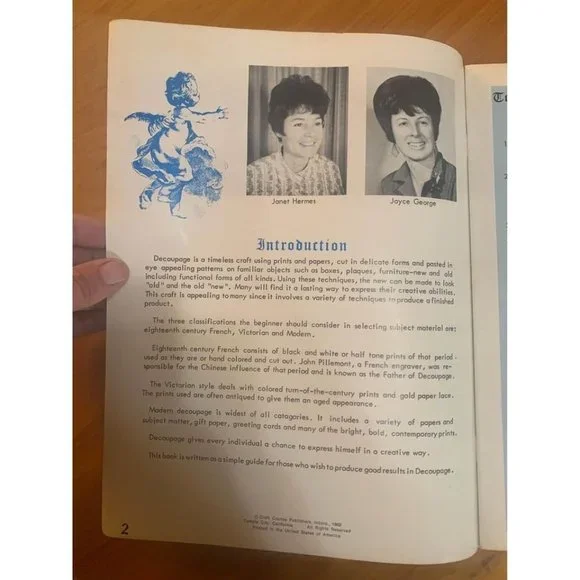 Janet Hermes
Joyce George
Introduction
Decoupage is a timeless craft using prints and papers, cut in delicate forms and pasted in
eye appealing patterns on familiar objects such as boxes, plaques, furniture-new and old
including functional forms of all kinds. Using these techniques, the new can be made to look
"old" and the old "new". Many will find it a lasting way to express their creative abilities.
This craft is appealing to many since it involves a variety of techniques to produce a finished
product.
The three classifications the beginner should consider in selecting subject material are:
eighteenth century French, Victorian and Modern.
Eighteenth century French consists of black and white or half tone prints of that period
used as they are or hand colored and cut out. John Pillemont, a French engraver, was re-
sponsible for the Chinese influence of that period and is known as the Father of Decoupage.
The Victorian style deals with colored turn-of-the-century prints and gold paper lace.
The prints used are often antiqued to give them an aged appearance.
Modern decoupage is widest of all catagories. It includes a variety of papers and
subject matter, gift paper, greeting cards and many of the bright, bold, contemporary prints.
Decoupage gives every individual a chance to express himself in a creative way.
This book is written as a simple guide for those who wish to produce good results in Decoupage.
© Craft Course Publishers,
Temple City, California All Rights Reserved
Printed in the United States of America
2